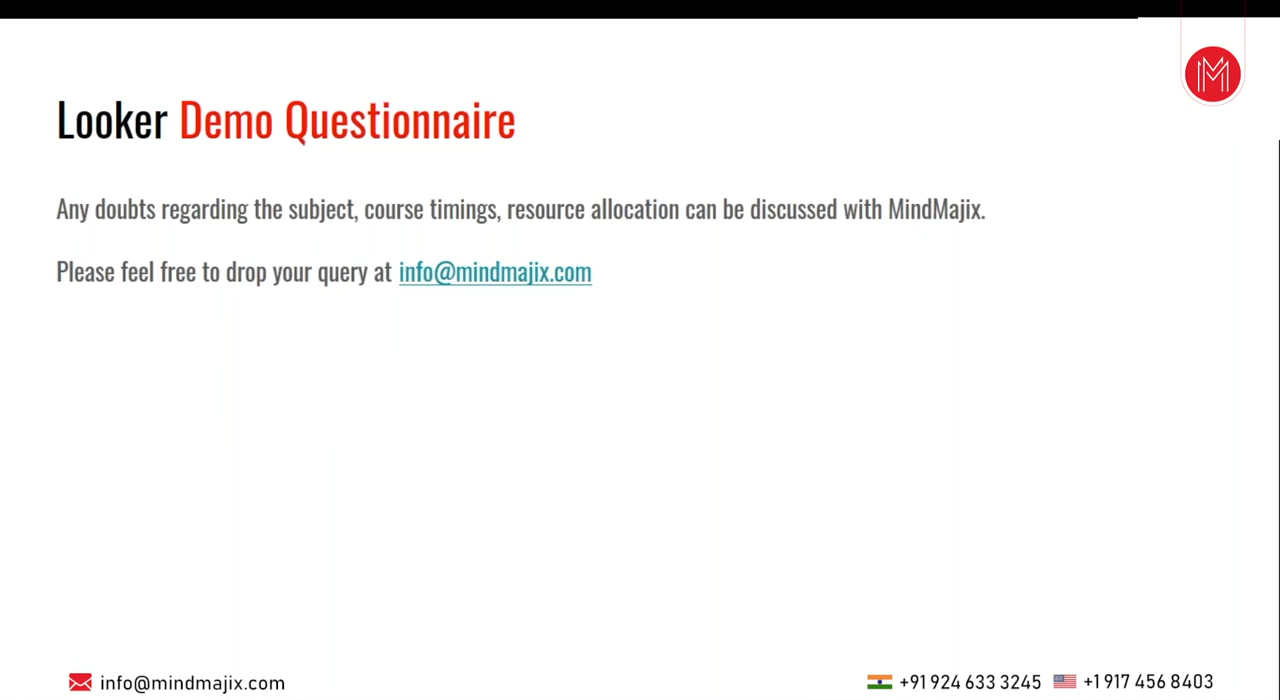 Looker Demo Questionnaire
Any doubts regarding the subject, course timings, resource allocation can be discussed with MindMajix.
Please feel free to drop your query at info@mindmajix.com
info@mindmajix.com
+91 924 633 3245
+1 917 456 8403